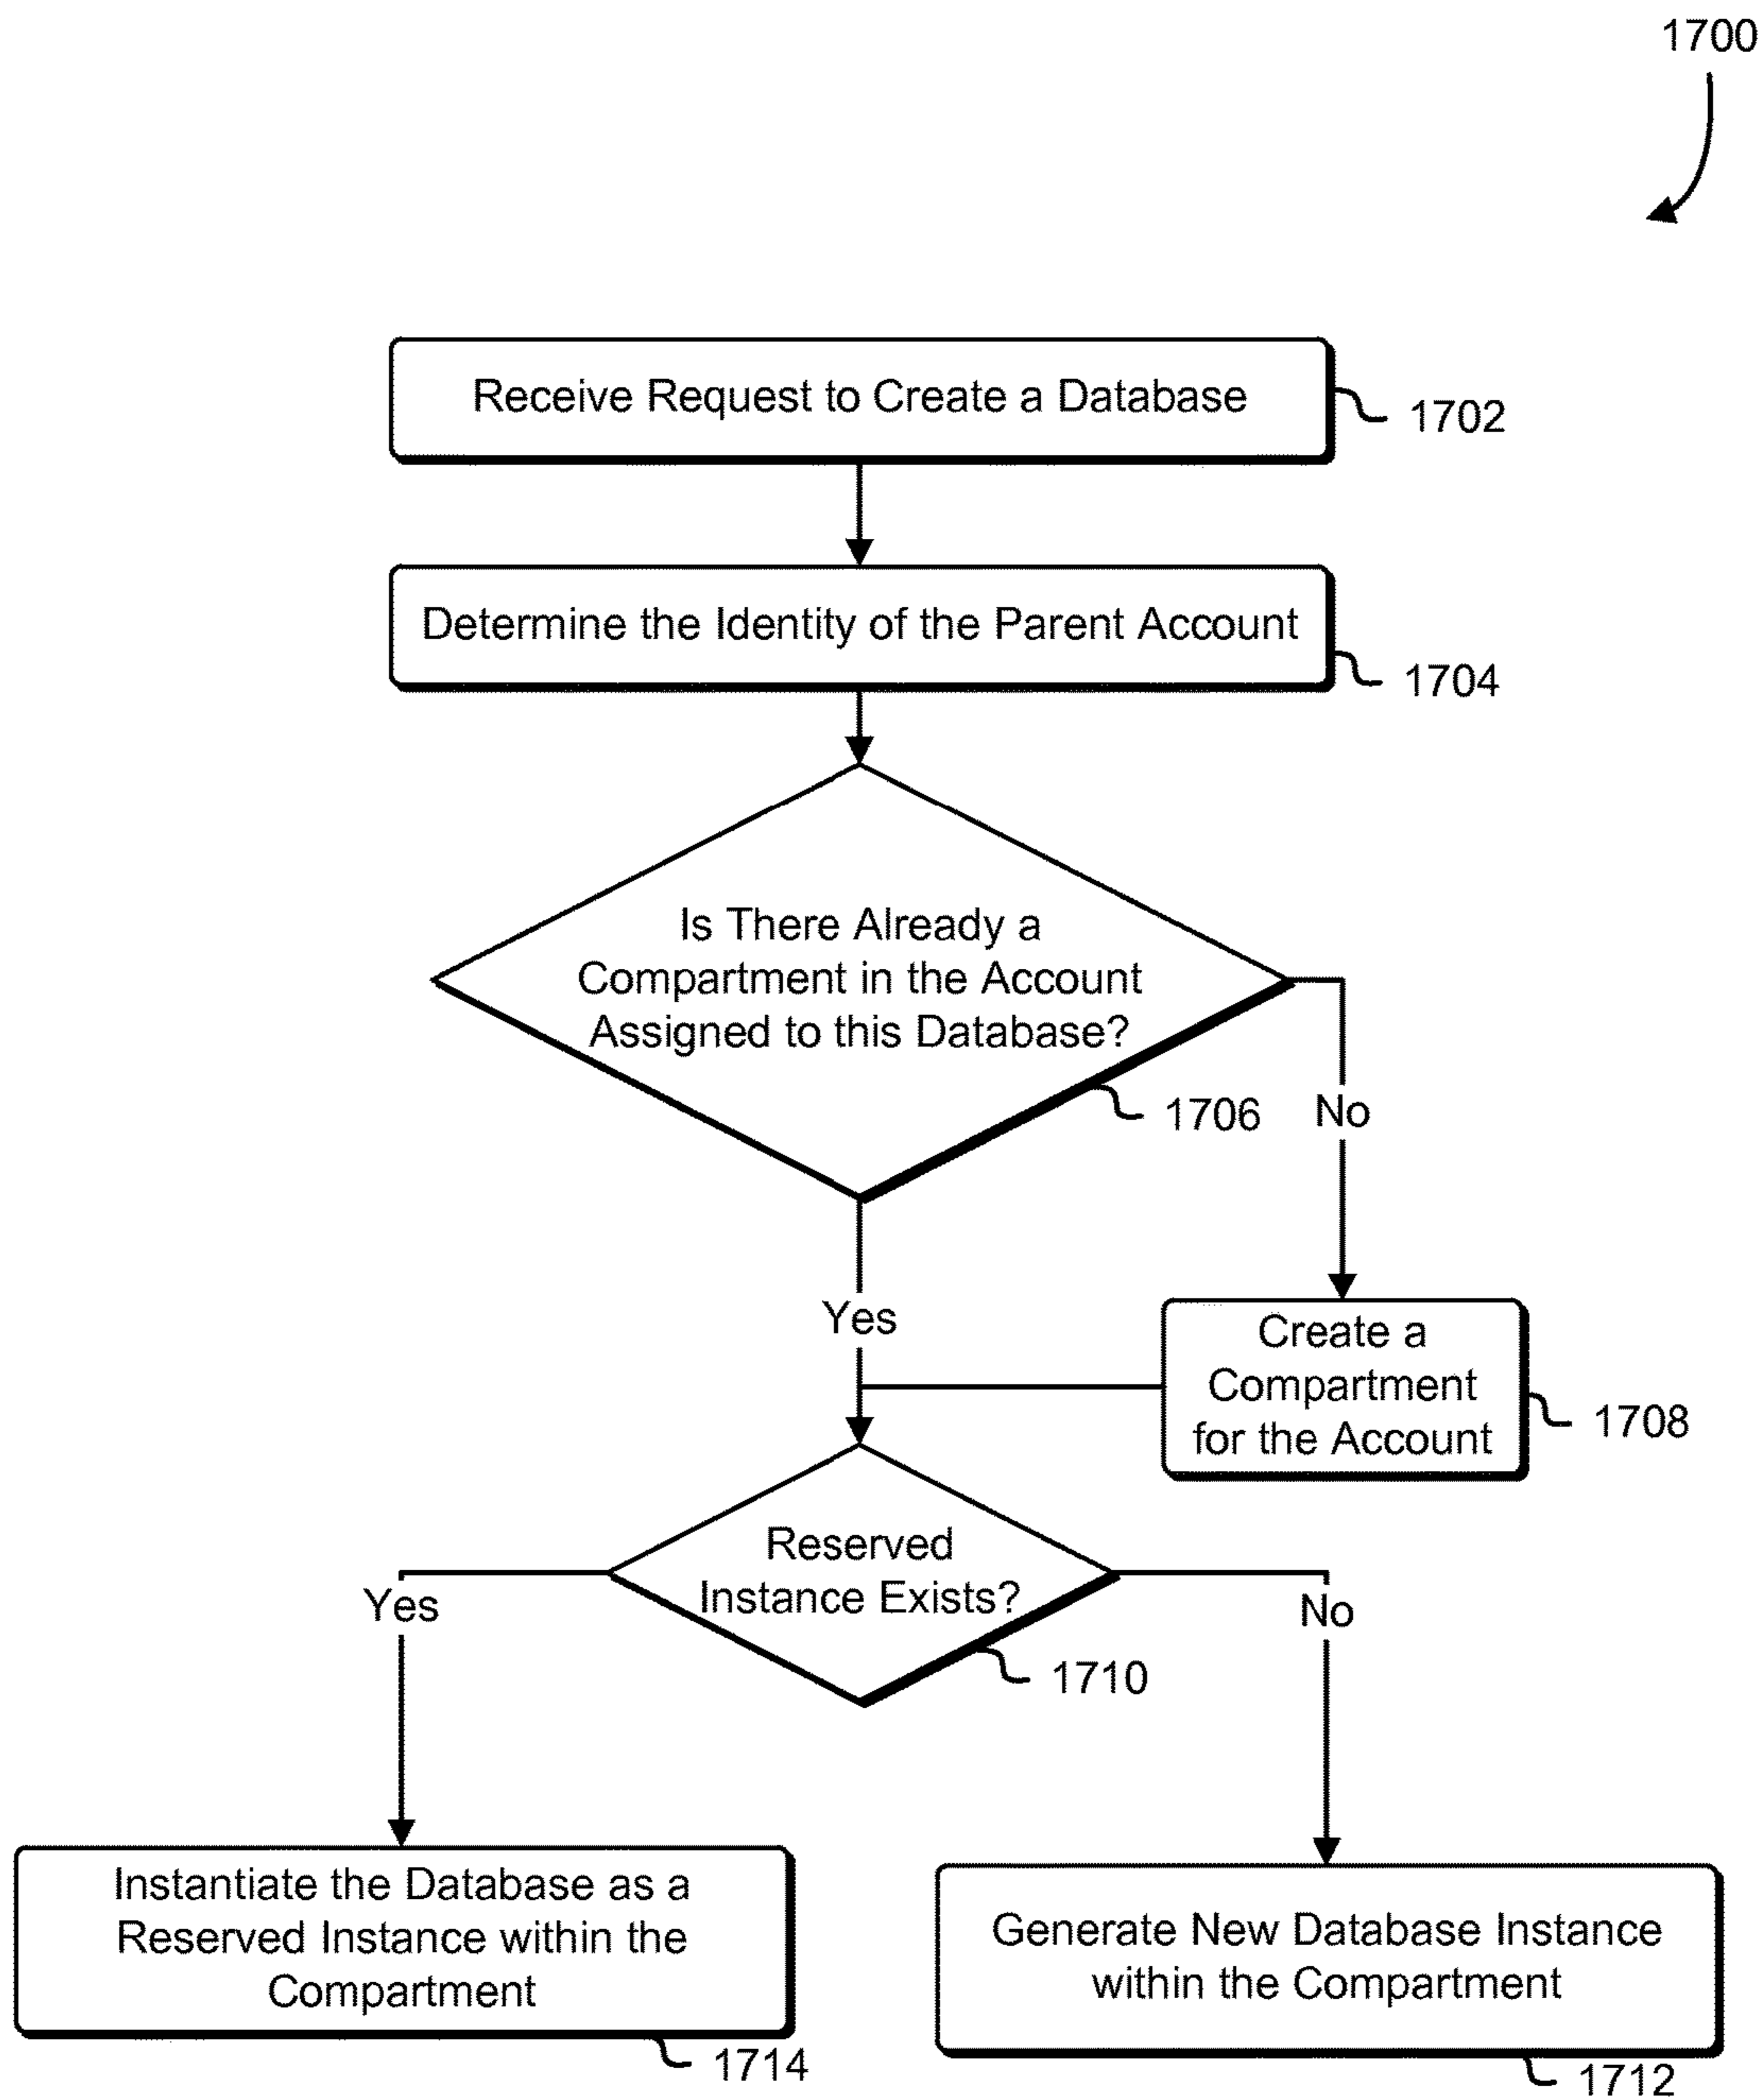 1700
Receive Request to Create a Database
1702
Determine the Identity of the Parent Account
1704
Is There Already a
Compartment in the Account
Assigned to this Database?
1706
No
Yes
Create a
Compartment
for the Account
1708
Reserved
Instance Exists?
1710
Yes
No
Instantiate the Database as a
Reserved Instance within the
Compartment
1714
Generate New Database Instance
within the Compartment
1712